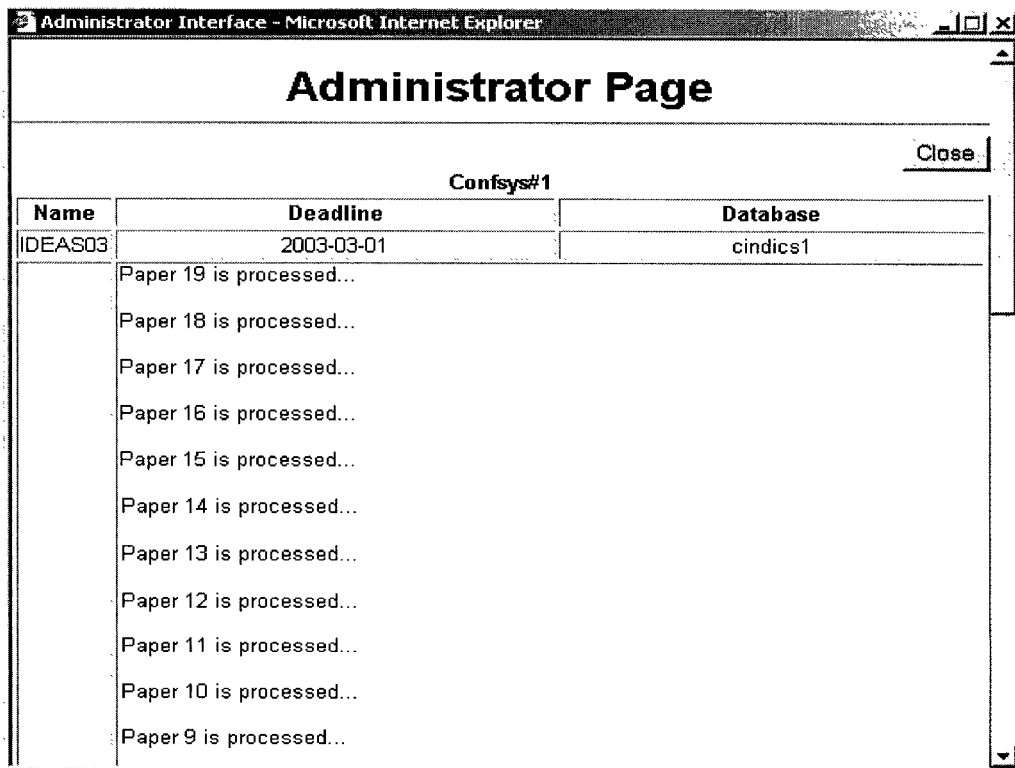 Administrator Interface - Microsoft Internet Explorer
Administrator Page
Close
Confsys#1
Name Deadline Database
IDEAS03 2003-03-01 cindics1
Paper 19 is processed...
Paper 18 is processed...
Paper 17 is processed...
Paper 16 is processed...
Paper 15 is processed...
Paper 14 is processed...
Paper 13 is processed...
Paper 12 is processed...
Paper 11 is processed...
Paper 10 is processed...
Paper 9 is processed...